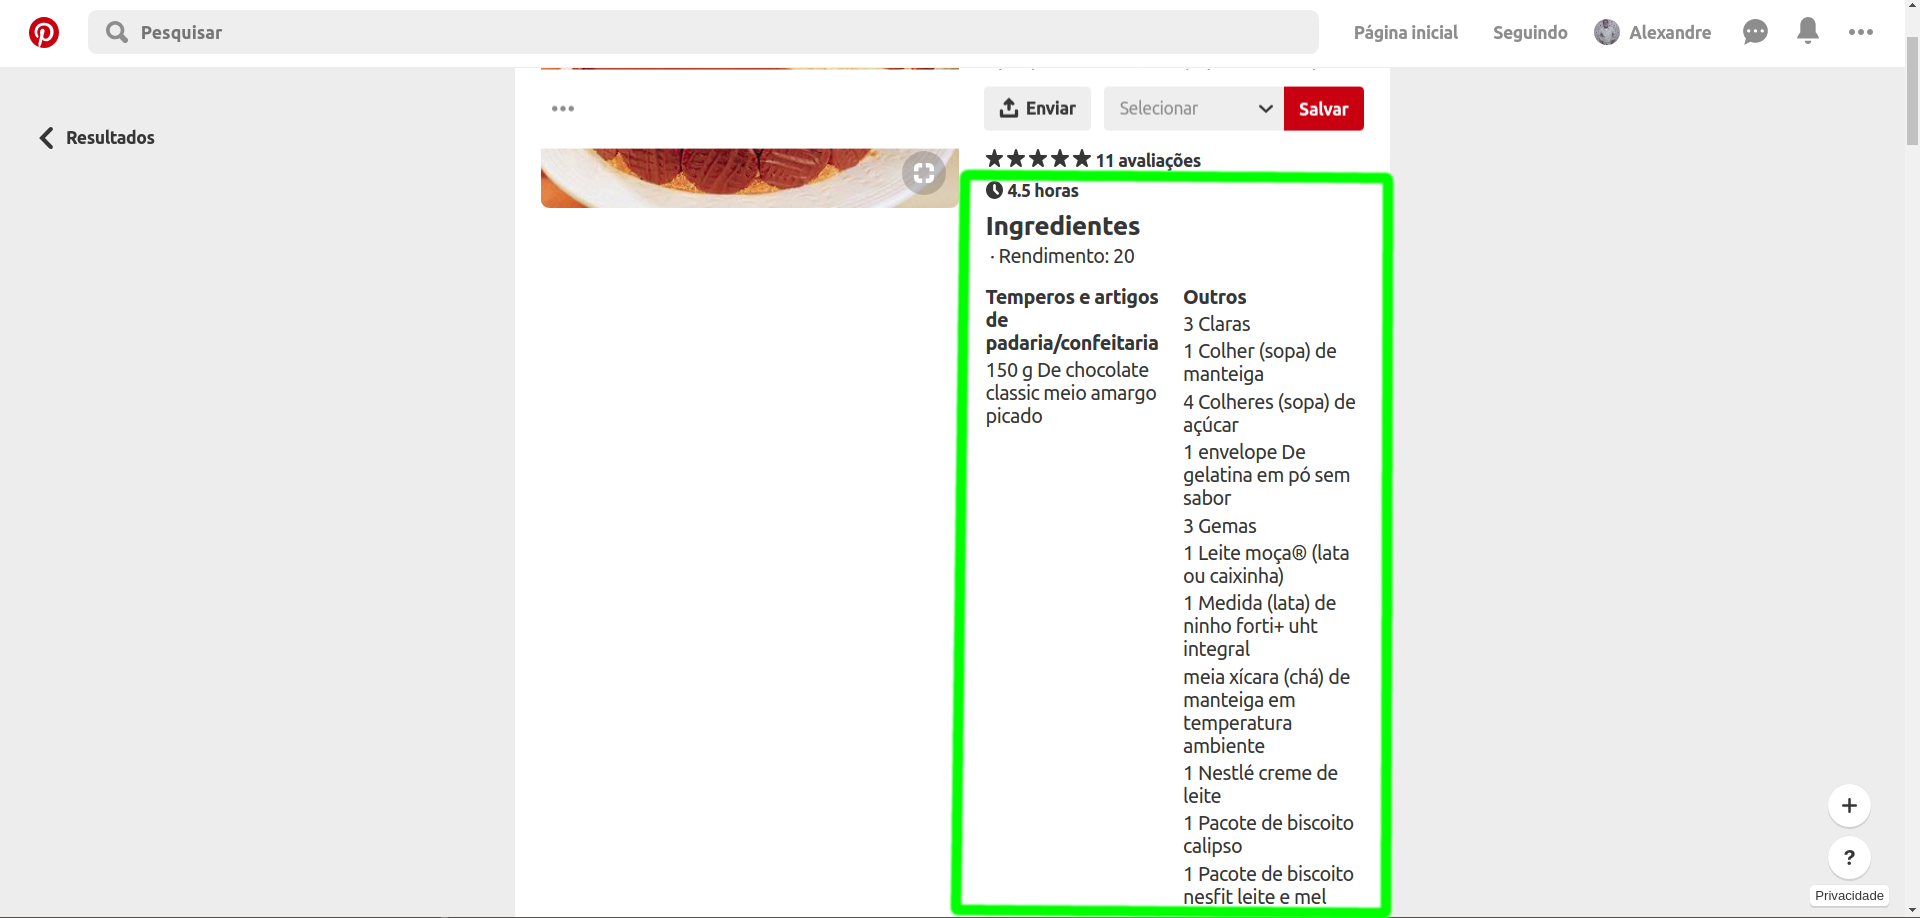 Pesquisar
Página inicial
Seguindo
Alexandre
Resultados
Enviar
Selecionar
Salvar
11 avaliações
4.5 horas
Ingredientes
· Rendimento: 20
Temperos e artigos
de
padaria/confeitaria
150 g De chocolate
classic meio amargo
picado
Outros
3 Claras
1 Colher (sopa) de
manteiga
4 Colheres (sopa) de
açúcar
1 envelope De
gelatina em pó sem
sabor
3 Gemas
1 Leite moça® (lata
ou caixinha)
1 Medida (lata) de
ninho forti+ uht
integral
meia xícara (chá) de
manteiga em
temperatura
ambiente
1 Nestlé creme de
leite
1 Pacote de biscoito
calipso
1 Pacote de biscoito
nesfit leite e mel
+
?
Privacidade